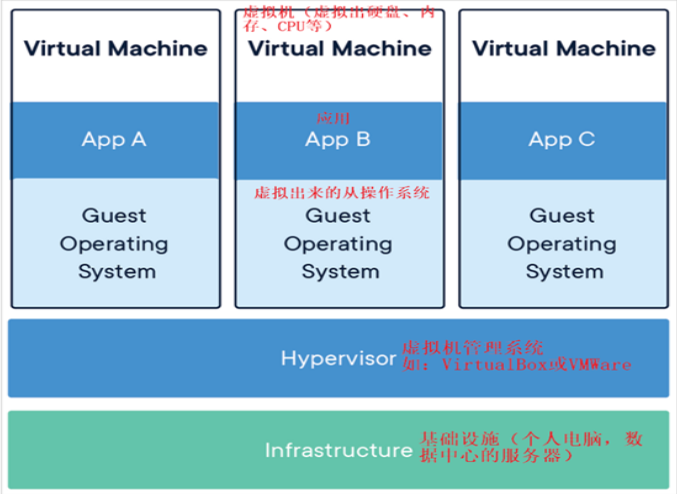 虚拟机（虚拟出硬盘、内
存、CPU等）
Virtual Machine
Virtual Machine
Virtual Machine
应用
App A
App B
App C
虚拟出来的从操作系统
Guest
Operating
System
Guest
Operating
System
Guest
Operating
System
Hypervisor
虚拟机管理系统
如：VirtualBox或VMWare
Infrastructure
基础设施（个人电脑，数
据中心的服务器）